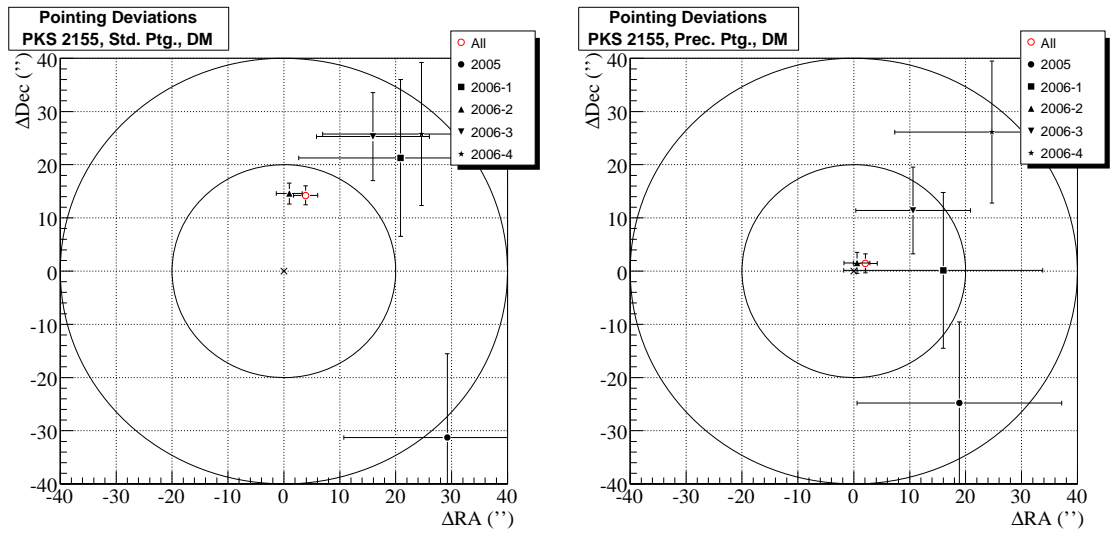 Pointing Deviations
PKS 2155, Std. Ptg., DM
All
2005
2006-1
2006-2
2006-3
2006-4
ΔDec (’’)
40
30
20
10
0
-10
-20
-30
-40
-40 -30 -20 -10 0 10 20 30 40
ΔRA (’’)
Pointing Deviations
PKS 2155, Prec. Ptg., DM
All
2005
2006-1
2006-2
2006-3
2006-4
ΔDec (’’)
40
30
20
10
0
-10
-20
-30
-40
-40 -30 -20 -10 0 10 20 30 40
ΔRA (’’)